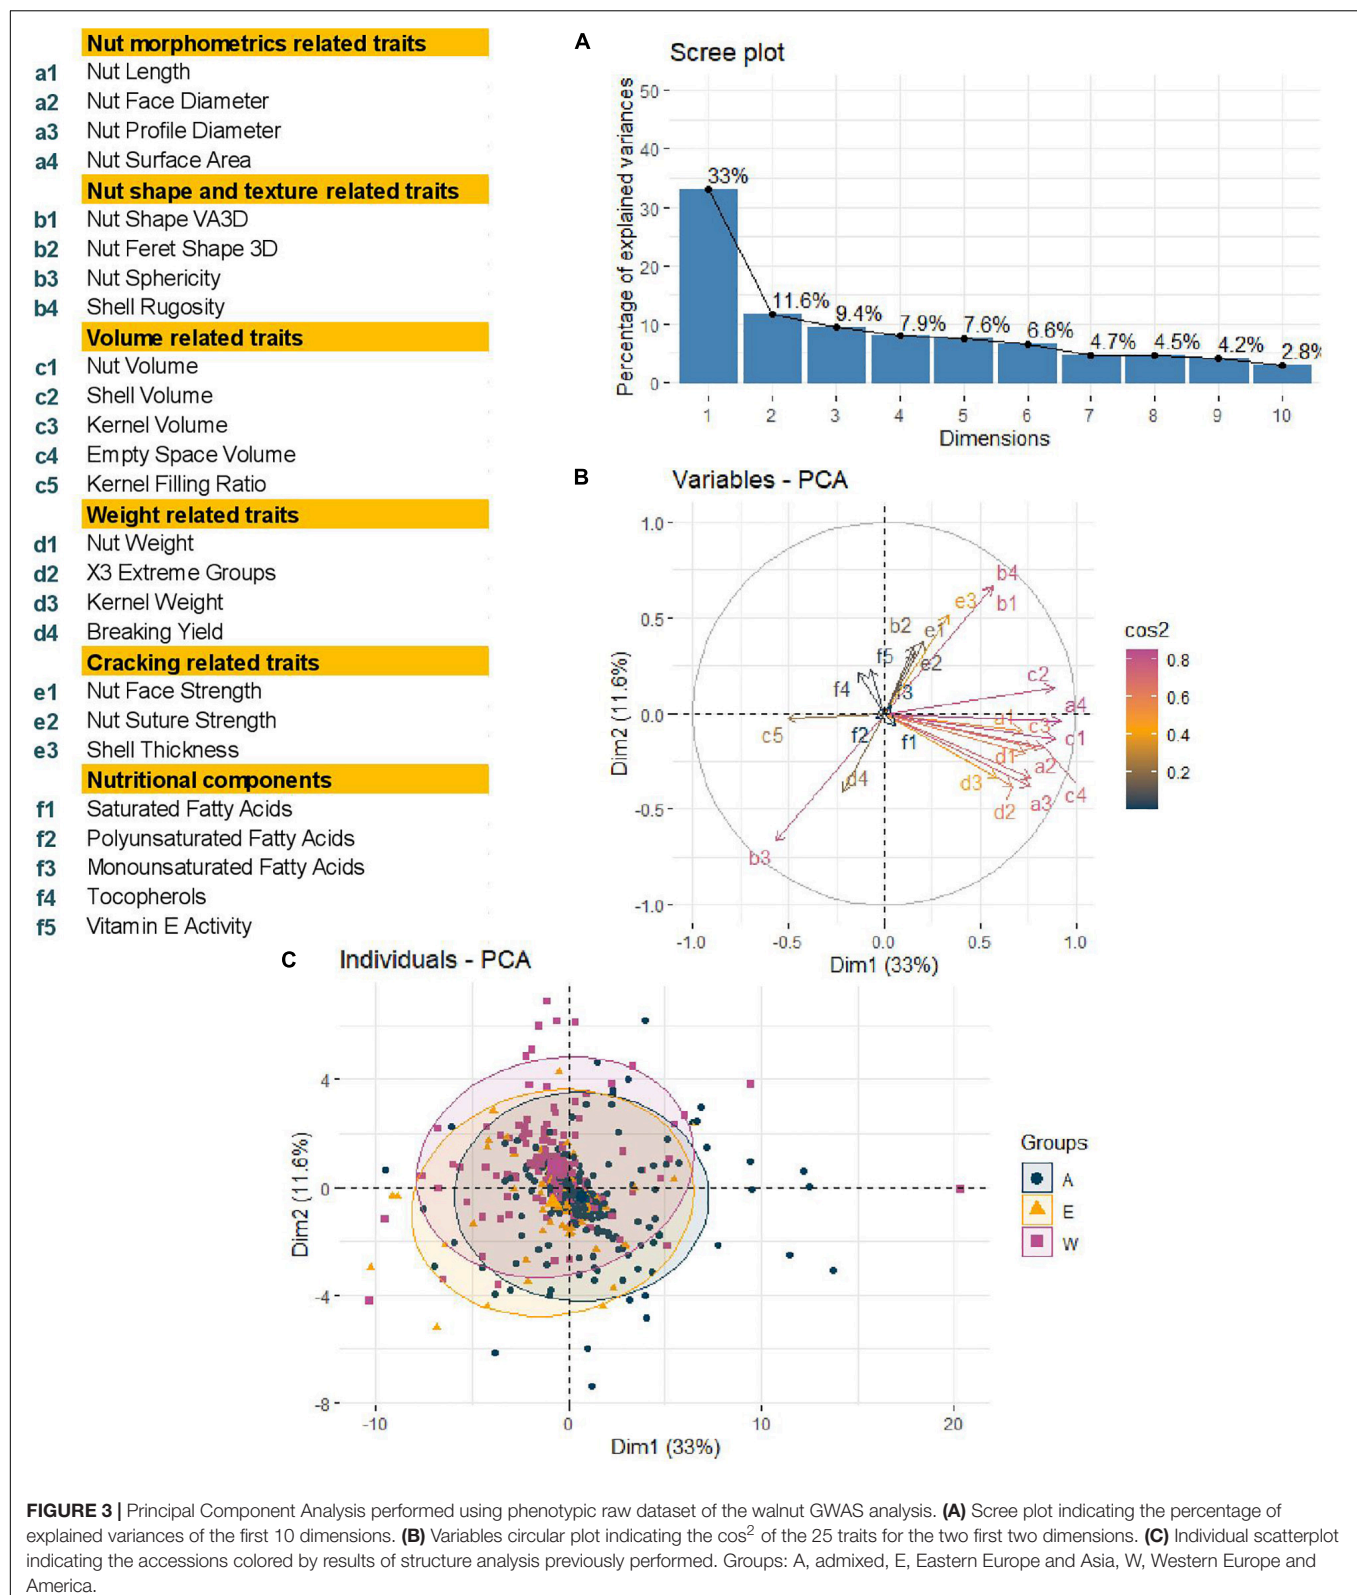 Nut morphometrics related traits
a1 Nut Length
a2 Nut Face Diameter
a3 Nut Profile Diameter
a4 Nut Surface Area
Nut shape and texture related traits
b1 Nut Shape VA3D
b2 Nut Feret Shape 3D
b3 Nut Sphericity
b4 Shell Rugosity
Volume related traits
c1 Nut Volume
c2 Shell Volume
c3 Kernel Volume
c4 Empty Space Volume
c5 Kernel Filling Ratio
Weight related traits
d1 Nut Weight
d2 X3 Extreme Groups
d3 Kernel Weight
d4 Breaking Yield
Cracking related traits
e1 Nut Face Strength
e2 Nut Suture Strength
e3 Shell Thickness
Nutritional components
f1 Saturated Fatty Acids
f2 Polyunsaturated Fatty Acids
f3 Monounsaturated Fatty Acids
f4 Tocopherols
f5 Vitamin E Activity
A Scree plot
Percentage of explained variances
50
40
30
20
10
0
33%
11.6%
9.4%
7.9%
7.6%
6.6%
4.7%
4.5%
4.2%
2.8%
1 2 3 4 5 6 7 8 9 10
Dimensions
B Variables - PCA
Dim2 (11.6%)
1.0
0.5
0.0
-0.5
-1.0
b4
e3 b1
b2 e1
f5 e2
c2
f4 f3
a4
a1 c3
c5 f2 f1 c1
d1 a2
d4 d3 c4
a3
d2
b3
-1.0 -0.5 0.0 0.5 1.0
Dim1 (33%)
cos2
0.8
0.6
0.4
0.2
C Individuals - PCA
Dim2 (11.6%)
4
0
-4
-8
-10 0 10 20
Dim1 (33%)
Groups
A
E
W
FIGURE 3 | Principal Component Analysis performed using phenotypic raw dataset of the walnut GWAS analysis. (A) Scree plot indicating the percentage of
explained variances of the first 10 dimensions. (B) Variables circular plot indicating the cos² of the 25 traits for the two first two dimensions. (C) Individual scatterplot
indicating the accessions colored by results of structure analysis previously performed. Groups: A, admixed, E, Eastern Europe and Asia, W, Western Europe and
America.